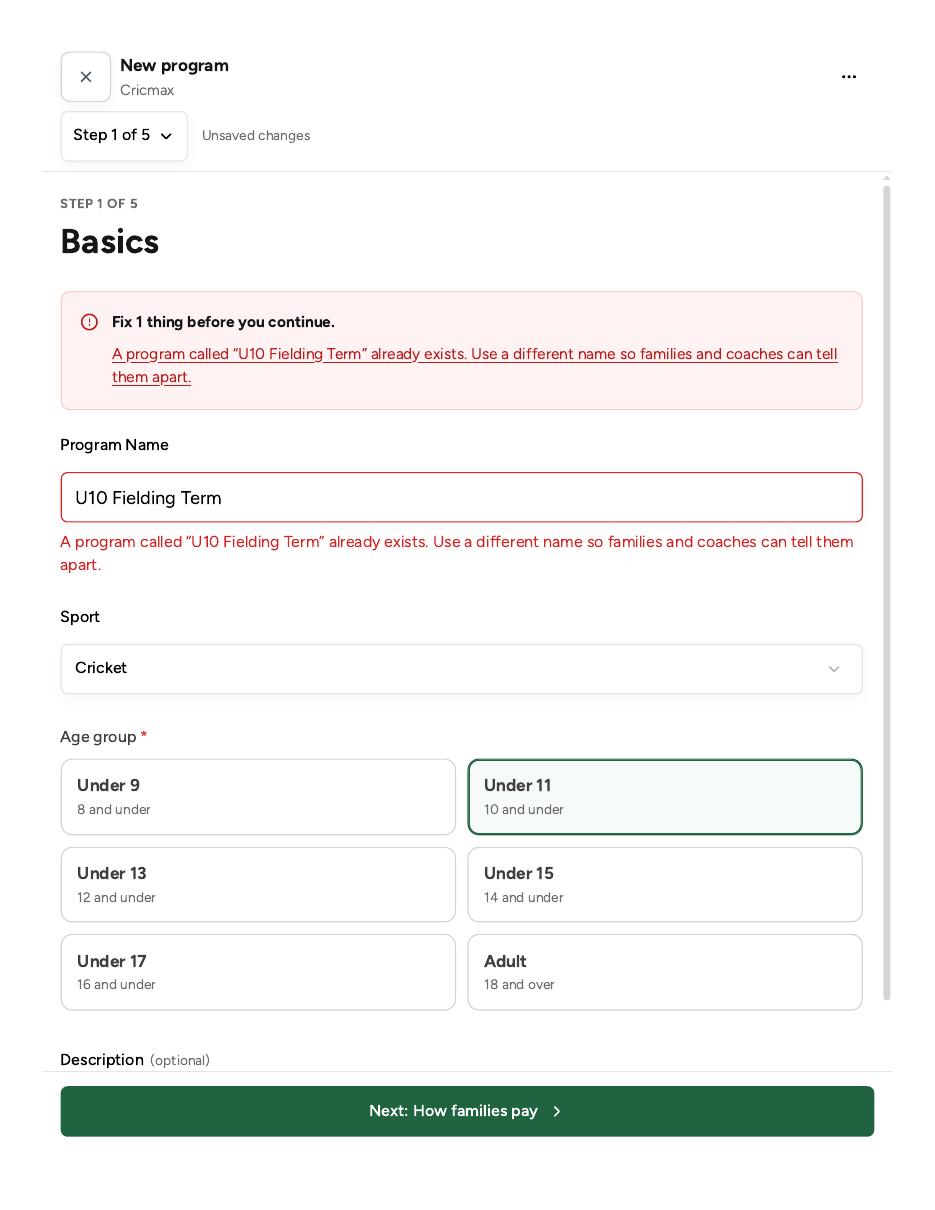 New program
Cricmax
Step 1 of 5
Unsaved changes
STEP 1 OF 5
Basics
Fix 1 thing before you continue.
A program called “U10 Fielding Term” already exists. Use a different name so families and coaches can tell
them apart.
Program Name
U10 Fielding Term
A program called “U10 Fielding Term” already exists. Use a different name so families and coaches can tell them
apart.
Sport
Cricket
Age group *
Under 9
8 and under
Under 11
10 and under
Under 13
12 and under
Under 15
14 and under
Under 17
16 and under
Adult
18 and over
Description (optional)
Next: How families pay